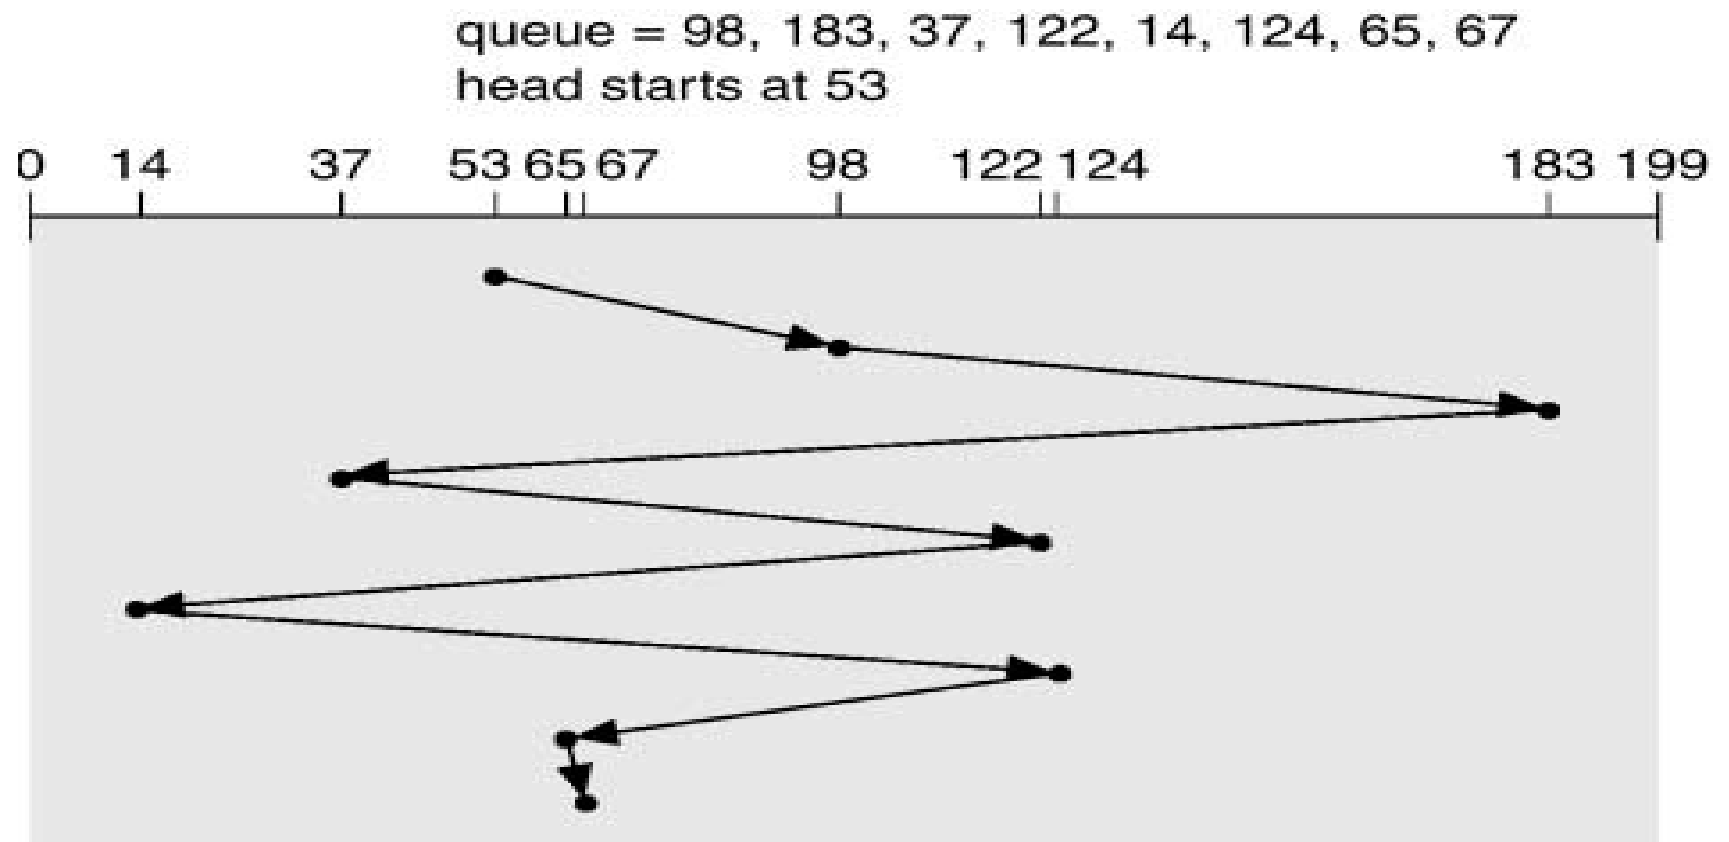 queue = 98, 183, 37, 122, 14, 124, 65, 67
head starts at 53
0 14 37 53 65 67 98 122 124 183 199